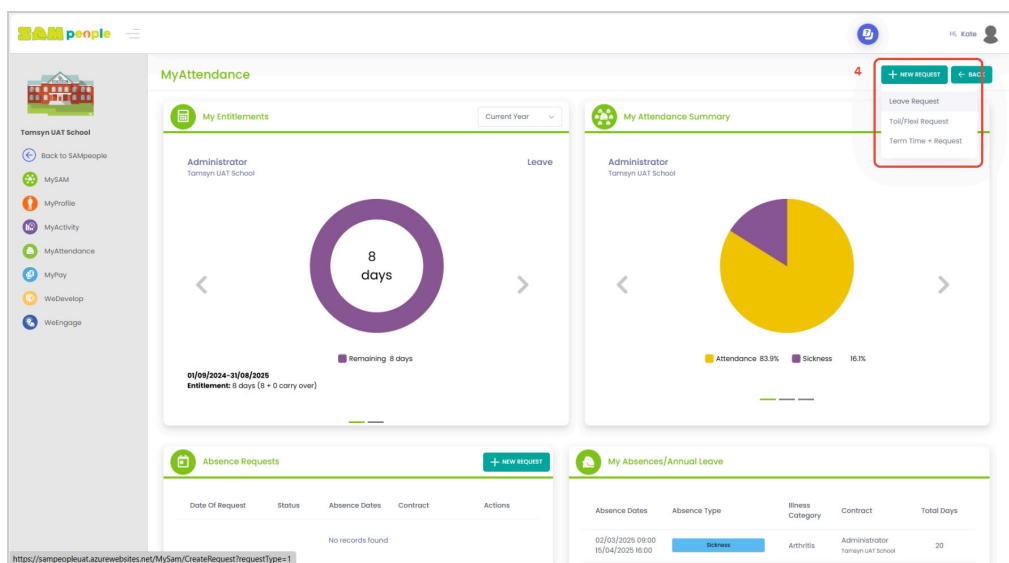 SAM people
Hi, Kate
4
MyAttendance
+ NEW REQUEST
← BACK
Leave Request
Toil/Flexi Request
Term Time + Request
Tamsyn UAT School
Back to SAMpeople
MySAM
MyProfile
MyActivity
MyAttendance
MyPay
WeDevelop
WeEngage
My Entitlements
Current Year
Administrator
Leave
Tamsyn UAT School
8
days
Remaining 8 days
01/09/2024-31/08/2025
Entitlement: 8 days (8 + 0 carry over)
My Attendance Summary
Administrator
Tamsyn UAT School
Attendance 83.9% Sickness 16.1%
Absence Requests
+ NEW REQUEST
Date Of Request Status Absence Dates Contract Actions
No records found
My Absences/Annual Leave
Absence Dates Absence Type Illness Category Contract Total Days
02/03/2025 09:00
15/04/2025 16:00
Sickness
Arthritis
Administrator
Tamsyn UAT School
20
https://sampeopleuat.azurewebsites.net/MySam/CreateRequest?requestType=1